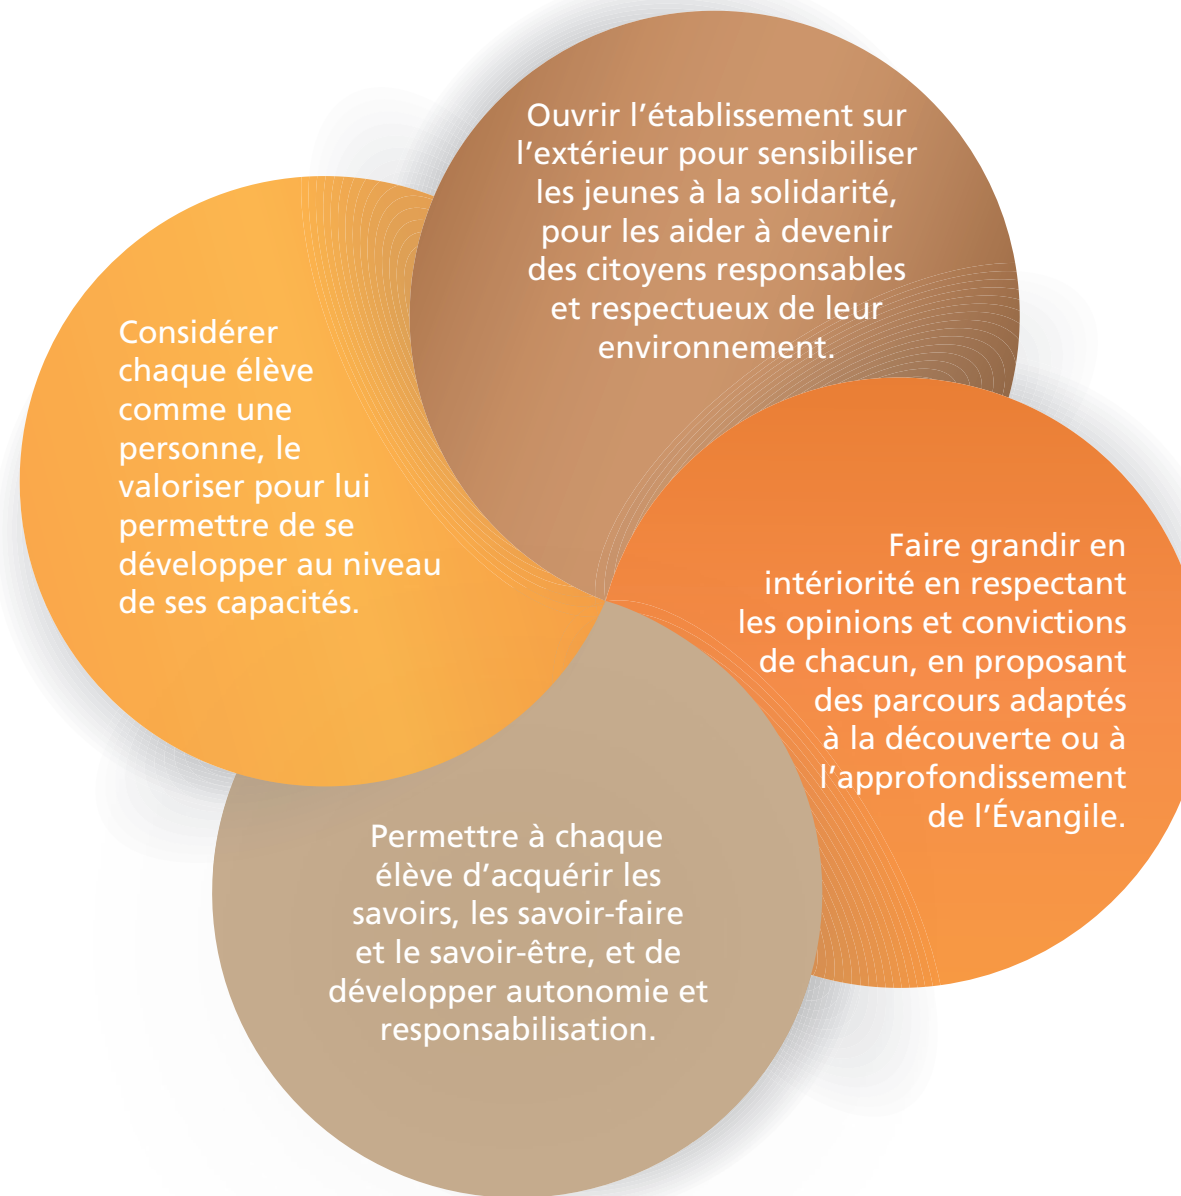 Ouvrir l’établissement sur
l’extérieur pour sensibiliser
les jeunes à la solidarité,
pour les aider à devenir
des citoyens responsables
et respectueux de leur
environnement.
Considérer
chaque élève
comme une
personne, le
valoriser pour lui
permettre de se
développer au niveau
de ses capacités.
Faire grandir en
intériorité en respectant
les opinions et convictions
de chacun, en proposant
des parcours adaptés
à la découverte ou à
l’approfondissement
de l’Évangile.
Permettre à chaque
élève d’acquérir les
savoirs, les savoir-faire
et le savoir-être, et de
développer autonomie et
responsabilisation.